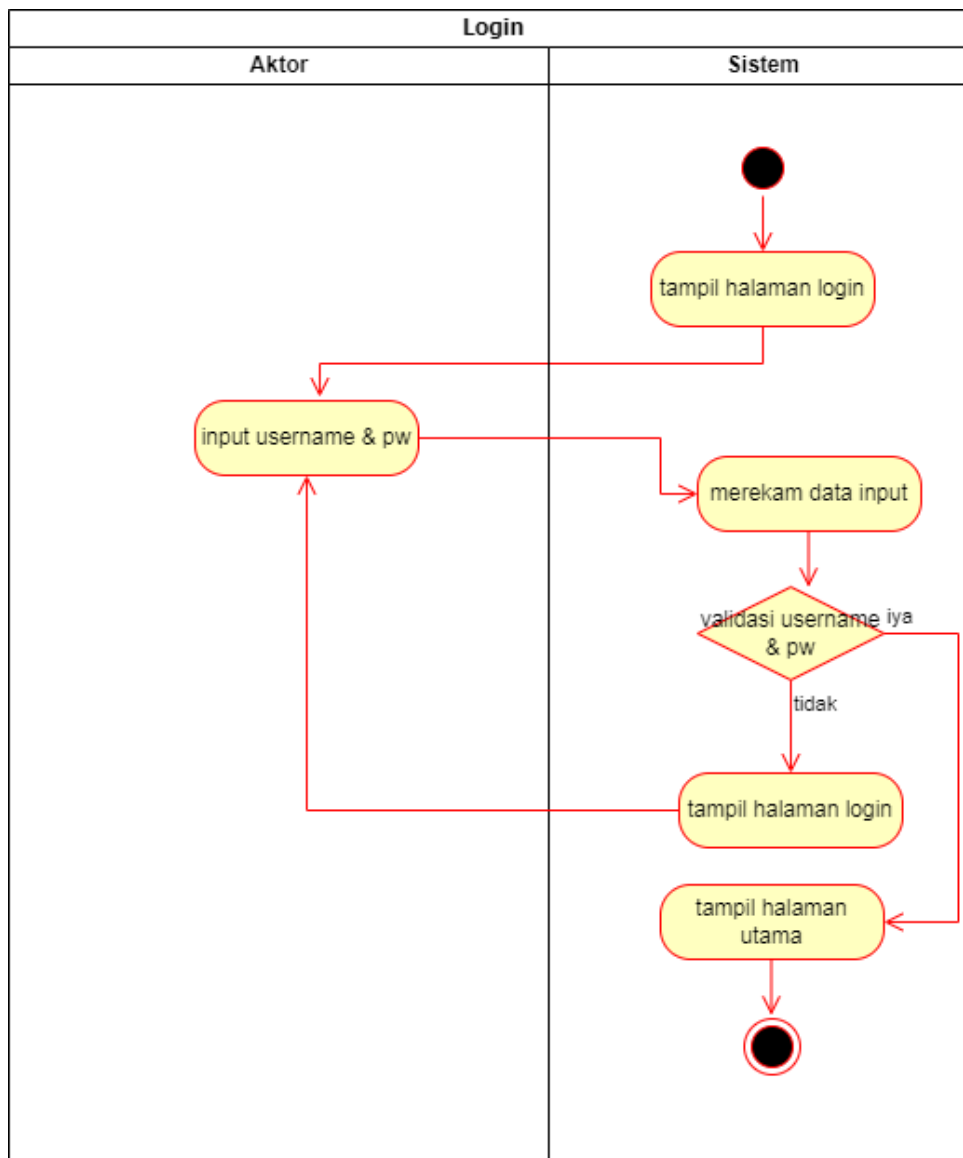 Login
Aktor
Sistem
tampil halaman login
input username & pw
merekam data input
validasi username
& pw
iya
tidak
tampil halaman login
tampil halaman
utama